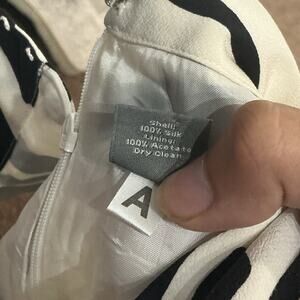 Shell:
100% Silk
Lining:
100% Acetate
Dry Clean
A